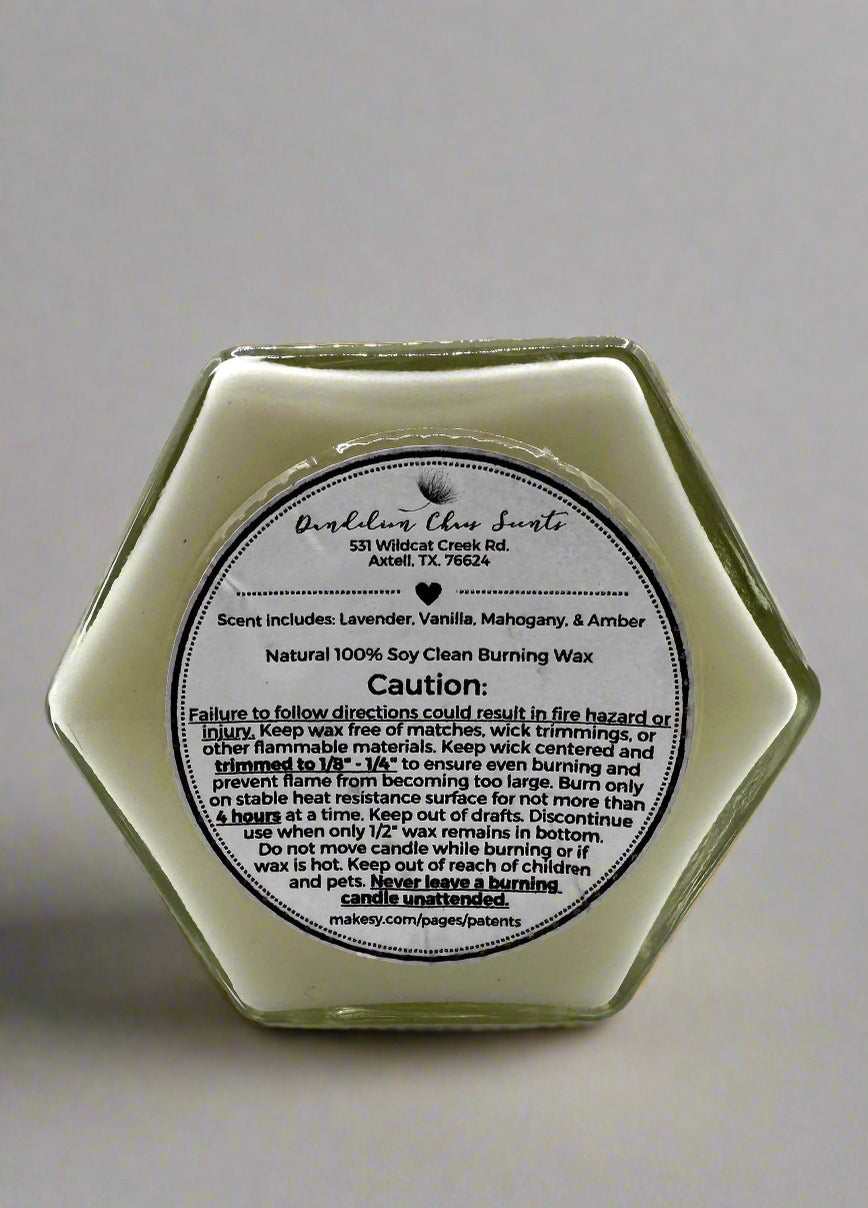 Dandelion Chas Scents
531 Wildcat Creek Rd.
Axtell, TX, 76624
Scent includes: Lavender, Vanilla, Mahogany, & Amber
Natural 100% Soy Clean Burning Wax
Caution:
Failure to follow directions could result in fire hazard or
injury. Keep wax free of matches, wick trimmings, or
other flammable materials. Keep wick centered and
trimmed to 1/8" - 1/4" to ensure even burning and
prevent flame from becoming too large. Burn only
on stable heat resistance surface for not more than
4 hours at a time. Keep out of drafts. Discontinue
use when only 1/2" wax remains in bottom.
Do not move candle while burning or if
wax is hot. Keep out of reach of children
and pets. Never leave a burning
candle unattended.
makesy.com/pages/patents